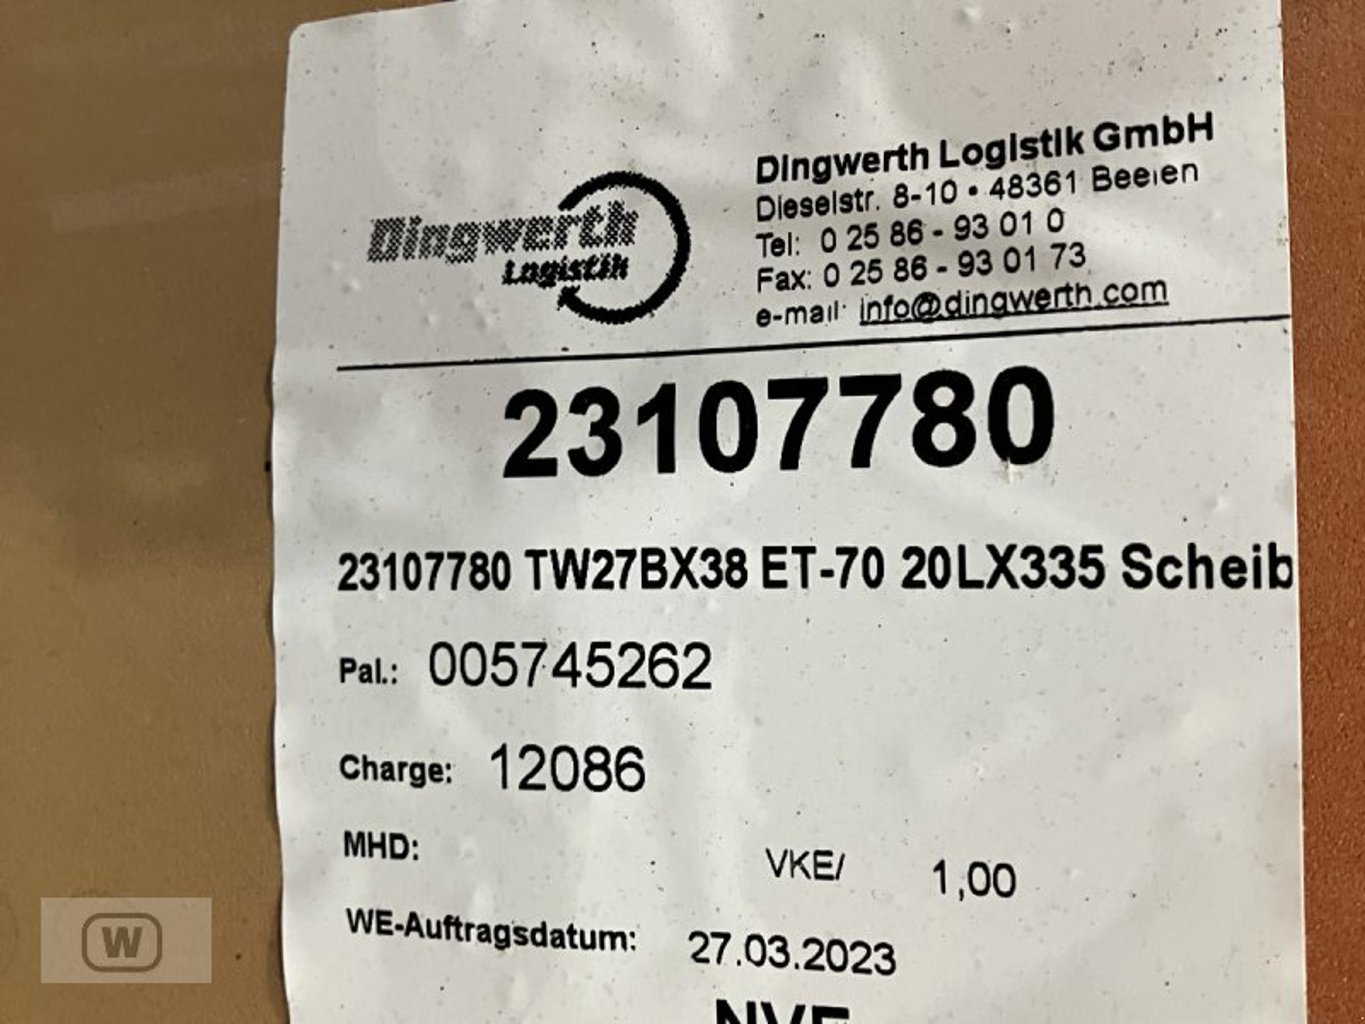 Dingwerth
Logistik
Dingwerth Logistik GmbH
Dieselstr. 8-10 • 48361 Beelen
Tel: 0 25 86 - 93 01 0
Fax: 0 25 86 - 93 01 73
e-mail: info@dingwerth.com
23107780
23107780 TW27BX38 ET-70 20LX335 Scheib
Pal.: 005745262
Charge: 12086
MHD:
VKE/ 1,00
WE-Auftragsdatum: 27.03.2023
NVE
W